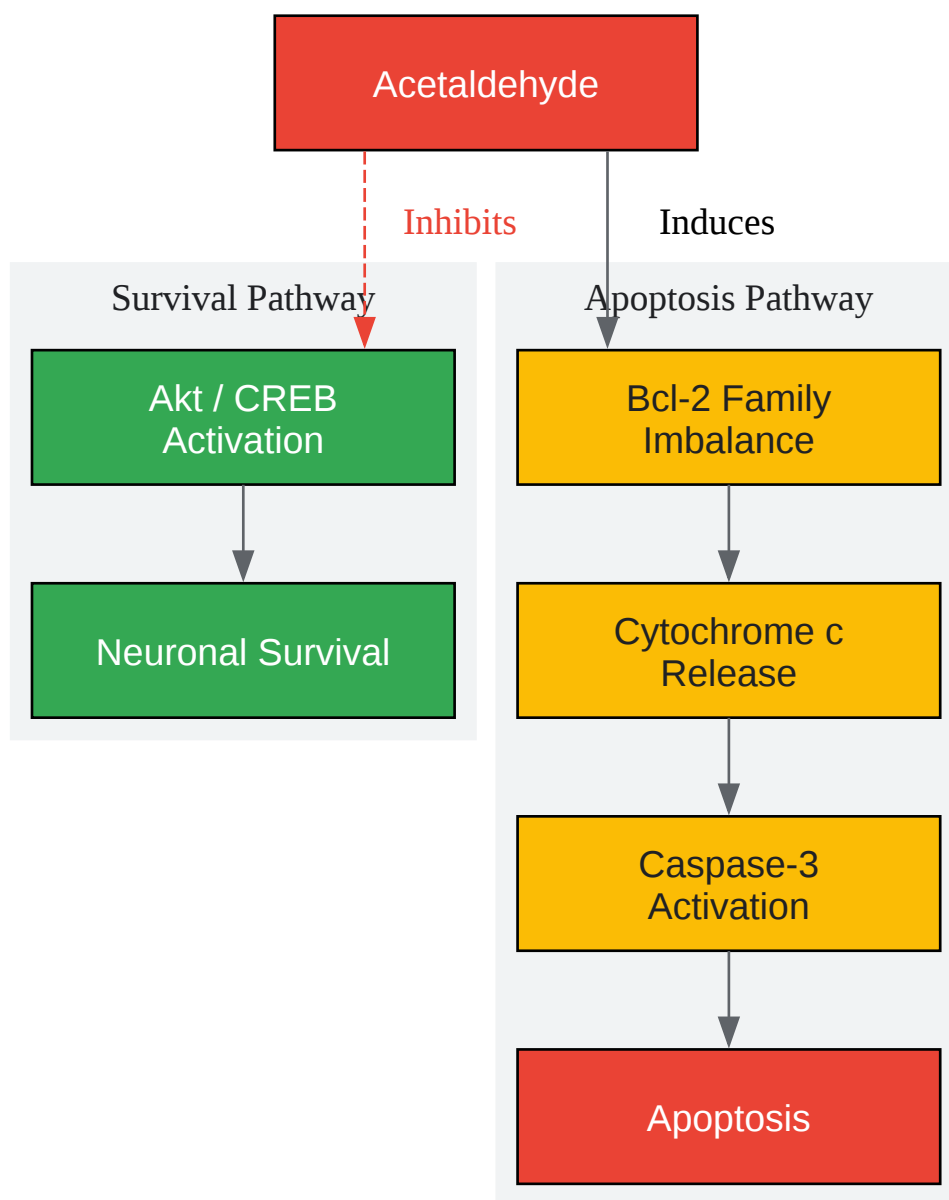 Acetaldehyde
Inhibits
Induces
Survival Pathway
Apoptosis Pathway
Akt / CREB
Activation
Bcl-2 Family
Imbalance
Neuronal Survival
Cytochrome c
Release
Caspase-3
Activation
Apoptosis